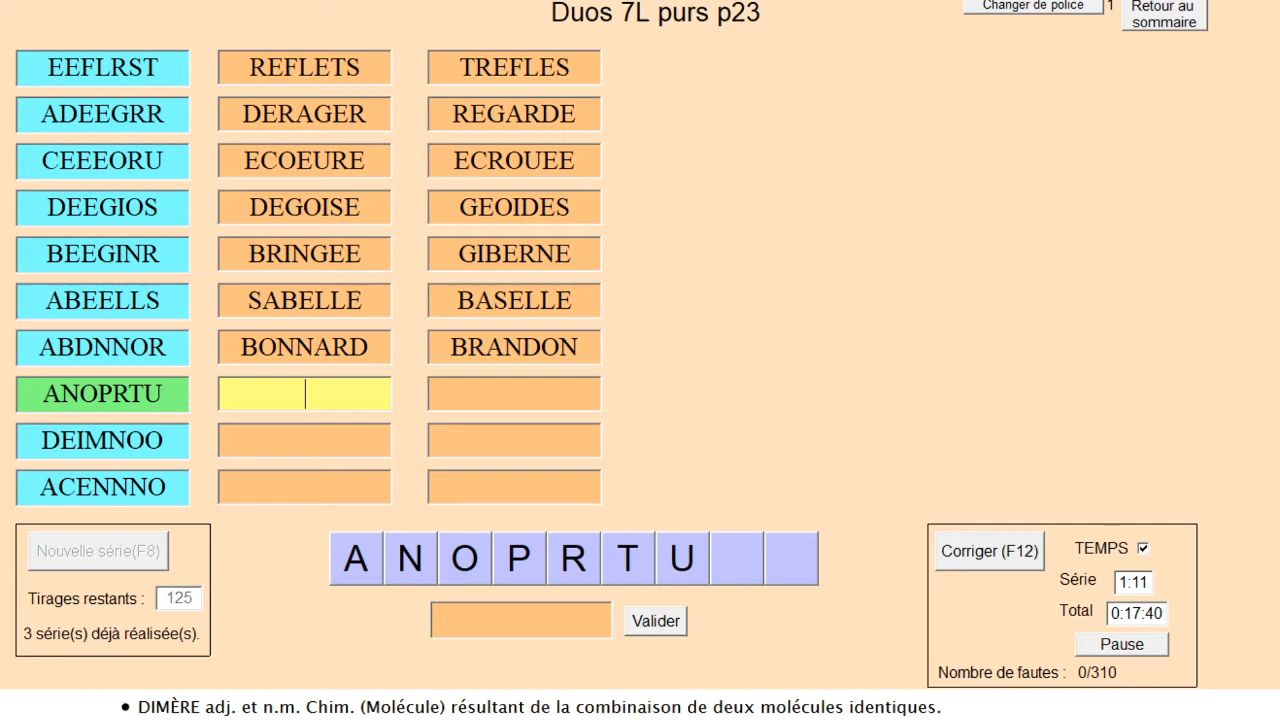 Duos 7L purs p23
Changer de police 1
Retour au sommaire
EEFLRST REFLETS TREFLES
ADEEGRR DERAGER REGARDE
CEEEORU ECOEURE ECROUEE
DEEGIOS DEGOISE GEOIDES
BEEGINR BRINGEE GIBERNE
ABEELLS SABELLE BASELLE
ABDNNOR BONNARD BRANDON
ANOPRTU
DEIMNOO
ACENNNO
Nouvelle série(F8)
Tirages restants : 125
3 série(s) déjà réalisée(s).
A N O P R T U
Valider
Corriger (F12)
TEMPS
Série 1:11
Total 0:17:40
Pause
Nombre de fautes : 0/310
• DIMÈRE adj. et n.m. Chim. (Molécule) résultant de la combinaison de deux molécules identiques.